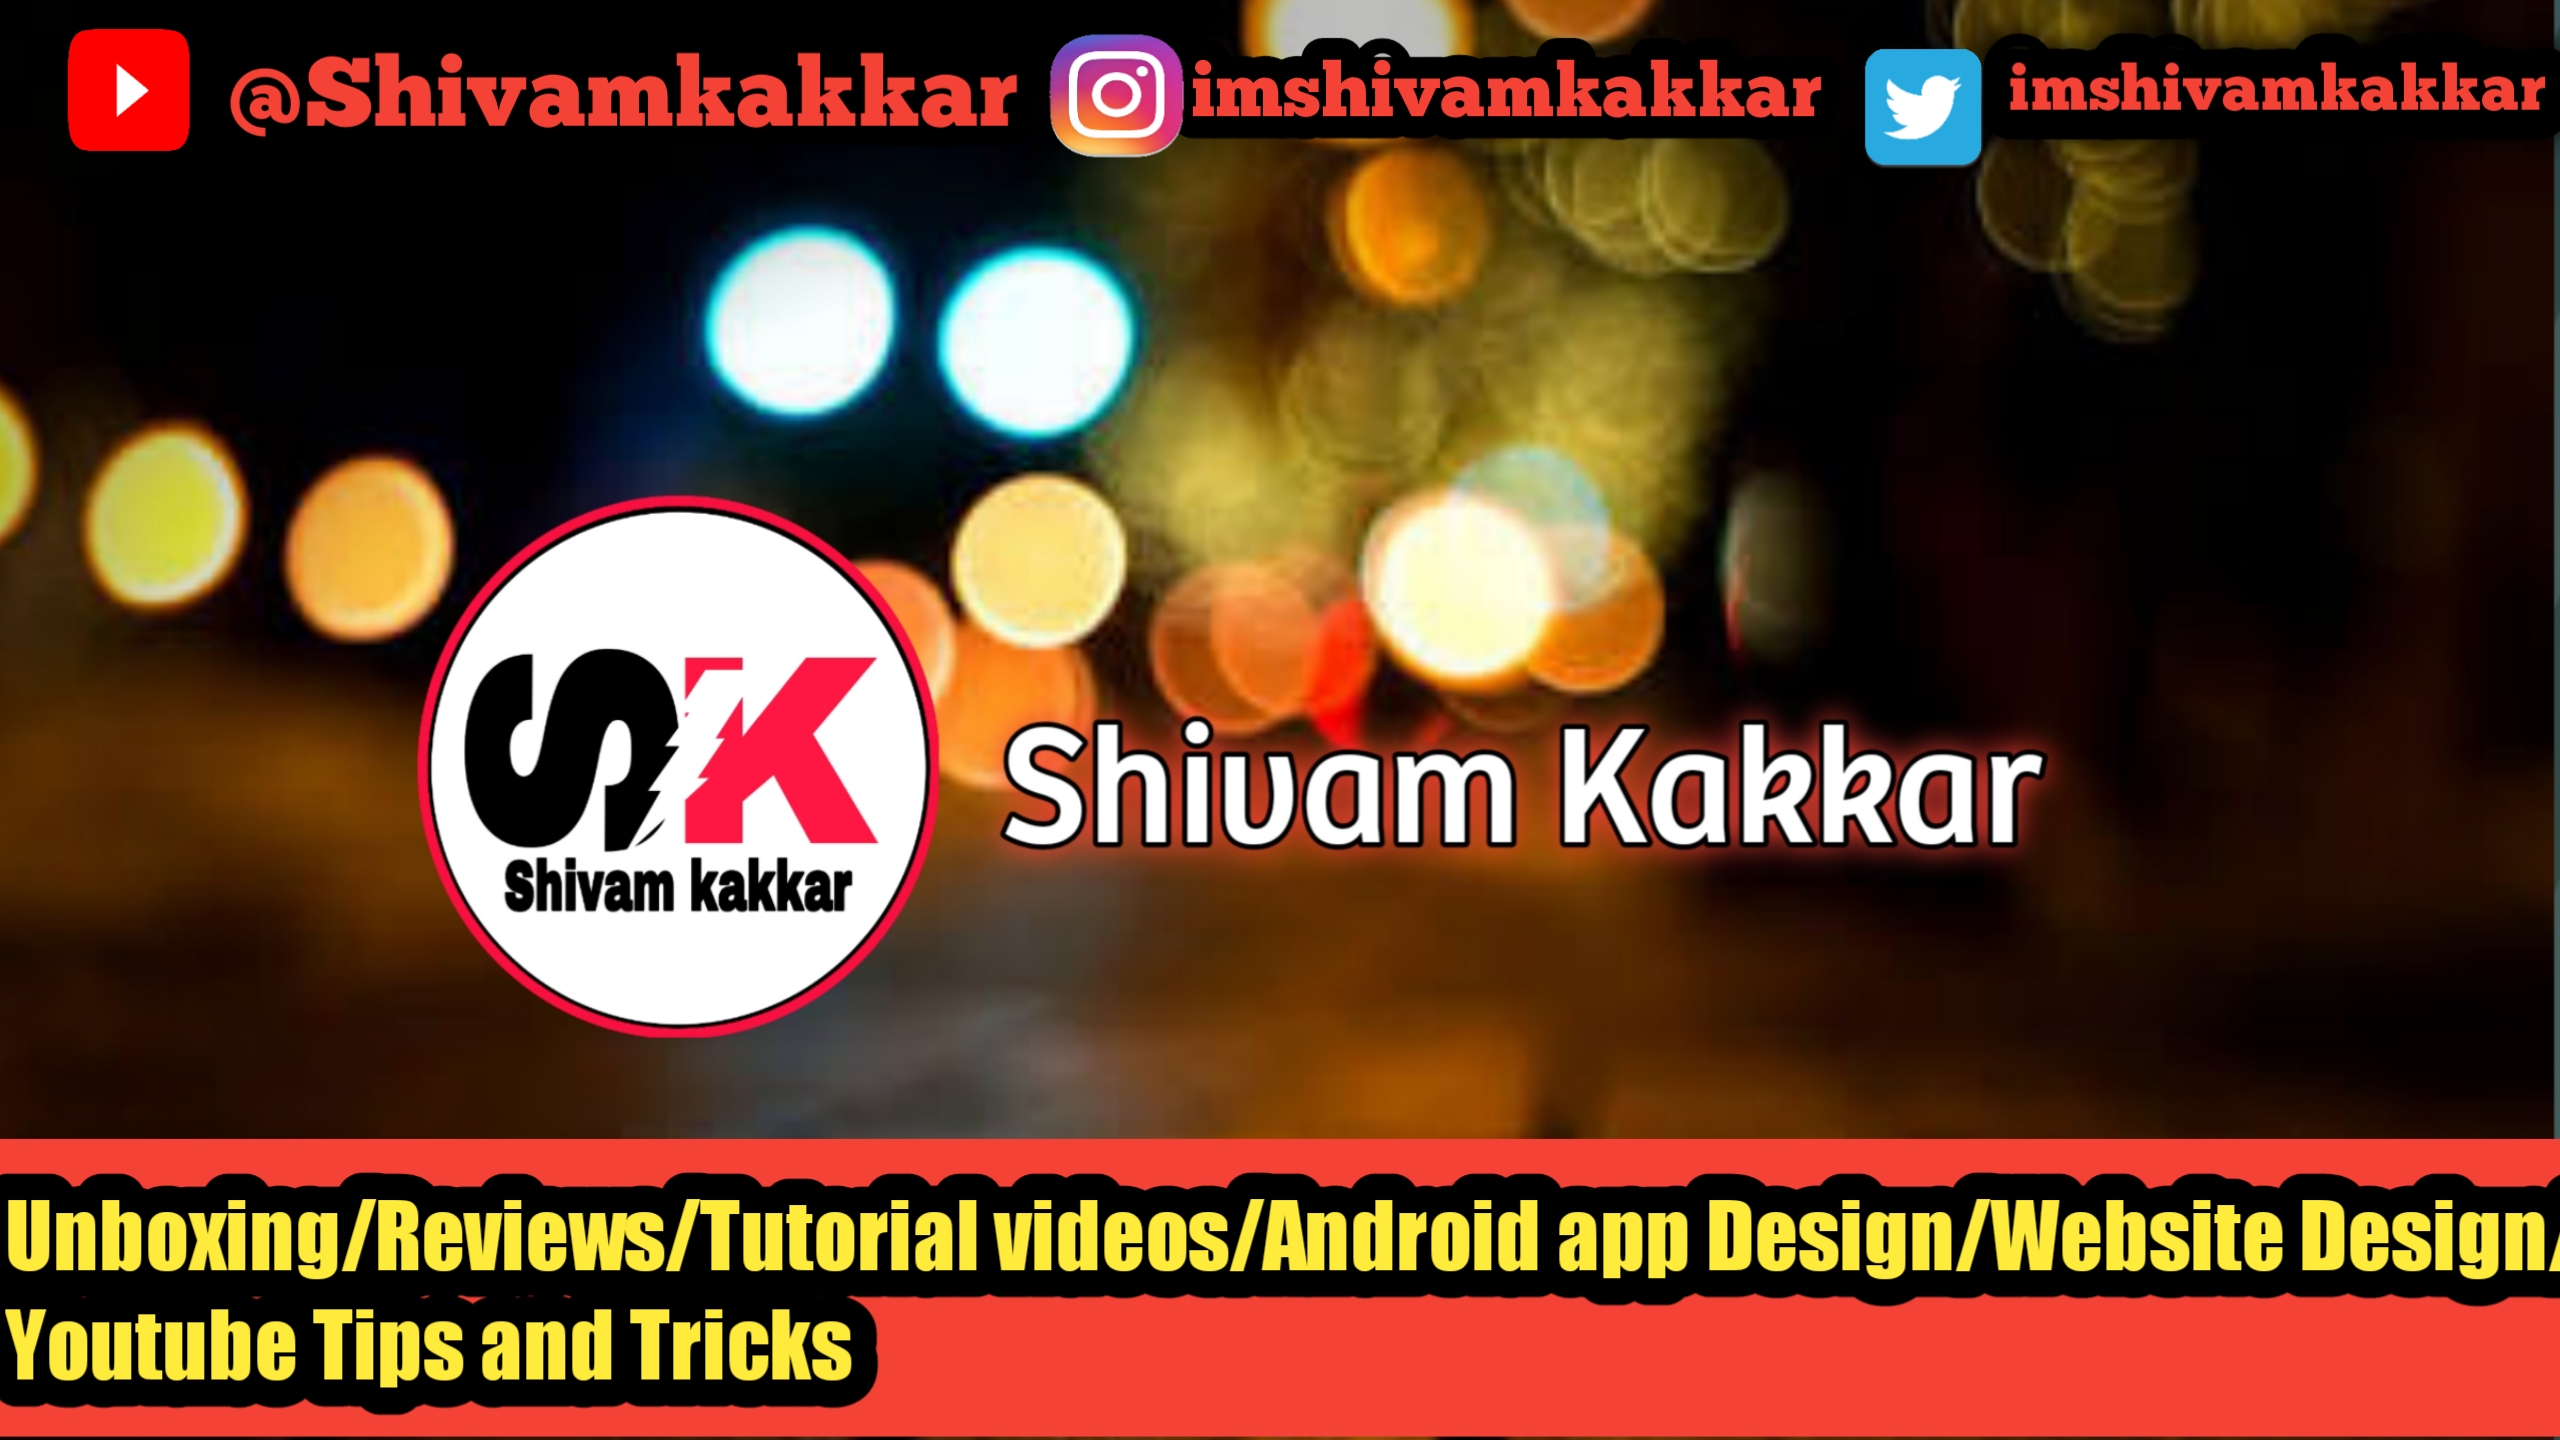 @Shivamkakkar imshivamkakkar imshivamkakkar
SK
Shivam kakkar
Shivam Kakkar
Unboxing/Reviews/Tutorial videos/Android app Design/Website Design/
Youtube Tips and Tricks